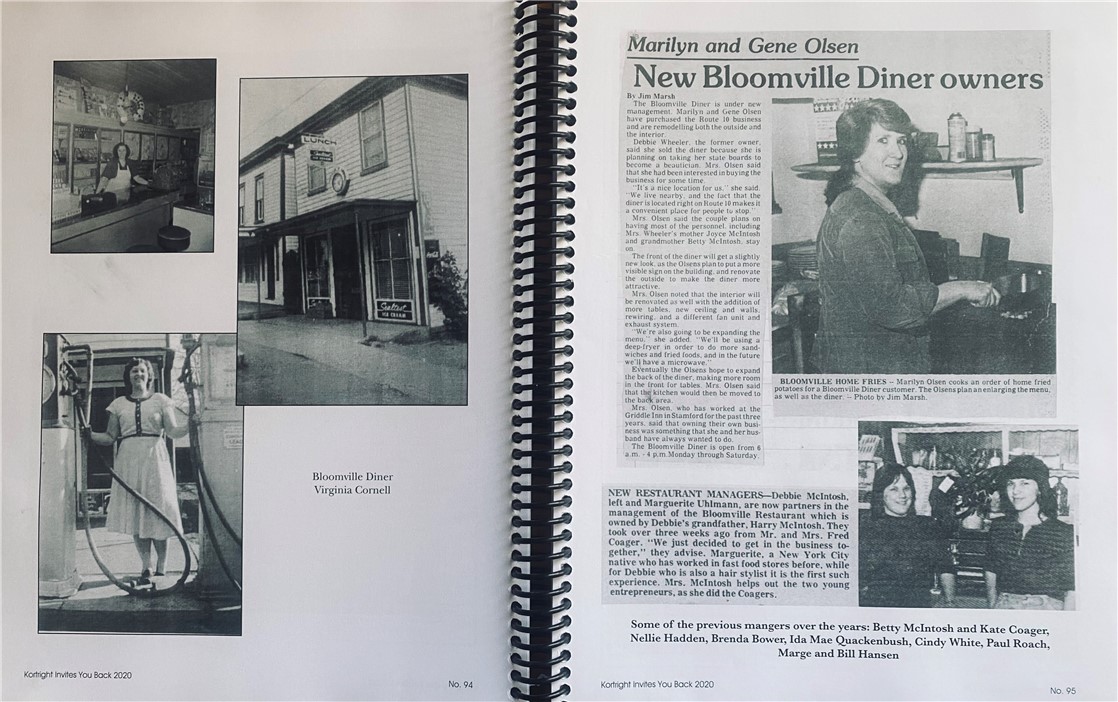 LUNCH
Sealtest
ICE CREAM
Bloomville Diner
Virginia Cornell
Kortright Invites You Back 2020
No. 94
Marilyn and Gene Olsen
New Bloomville Diner owners
By Jim Marsh
The Bloomville Diner is under new
management. Marilyn and Gene Olsen
have purchased the Route 10 business
and are remodelling both the outside and
the interior.
Debbie Wheeler, the former owner,
said she sold the diner because she is
planning on taking her state boards to
become a beautician. Mrs. Olsen said
that she had been interested in buying the
business for some time.
"It's a nice location for us," she said.
"We live nearby, and the fact that the
diner is located right on Route 10 makes it
a convenient place for people to stop."
Mrs. Olsen said the couple plans on
having most of the personnel, including
Mrs. Wheeler's mother Joyce McIntosh
and grandmother Betty McIntosh, stay
on.
The front of the diner will get a slightly
new look, as the Olsens plan to put a more
visible sign on the building, and renovate
the outside to make the diner more
attractive.
Mrs. Olsen noted that the interior will
be renovated as well with the addition of
more tables, new ceiling and walls,
rewiring, and a different fan unit and
exhaust system.
"We're also going to be expanding the
menu," she added. "We'll be using a
deep-fryer in order to do more sand-
wiches and fried foods, and in the future
we'll have a microwave."
Eventually the Olsens hope to expand
the back of the diner, making more room
in the front for tables. Mrs. Olsen said
that the kitchen would then be moved to
the back area.
Mrs. Olsen, who has worked at the
Griddle Inn in Stamford for the past three
years, said that owning their own busi-
ness was something that she and her hus-
band have always wanted to do.
The Bloomville Diner is open from 6
a.m. - 4 p.m. Monday through Saturday.
BLOOMVILLE HOME FRIES – Marilyn Olsen cooks an order of home fried
potatoes for a Bloomville Diner customer. The Olsens plan an enlarging the menu,
as well as the diner. – Photo by Jim Marsh.
NEW RESTAURANT MANAGERS—Debbie McIntosh,
left and Marguerite Uhlmann, are now partners in the
management of the Bloomville Restaurant which is
owned by Debbie's grandfather, Harry McIntosh. They
took over three weeks ago from Mr. and Mrs. Fred
Coager. "We just decided to get in the business to-
gether," they advise. Marguerite, a New York City
native who has worked in fast food stores before, while
for Debbie who is also a hair stylist it is the first such
experience. Mrs. McIntosh helps out the two young
entrepreneurs, as she did the Coagers.
Some of the previous mangers over the years: Betty McIntosh and Kate Coager,
Nellie Hadden, Brenda Bower, Ida Mae Quackenbush, Cindy White, Paul Roach,
Marge and Bill Hansen
Kortright Invites You Back 2020
No. 95